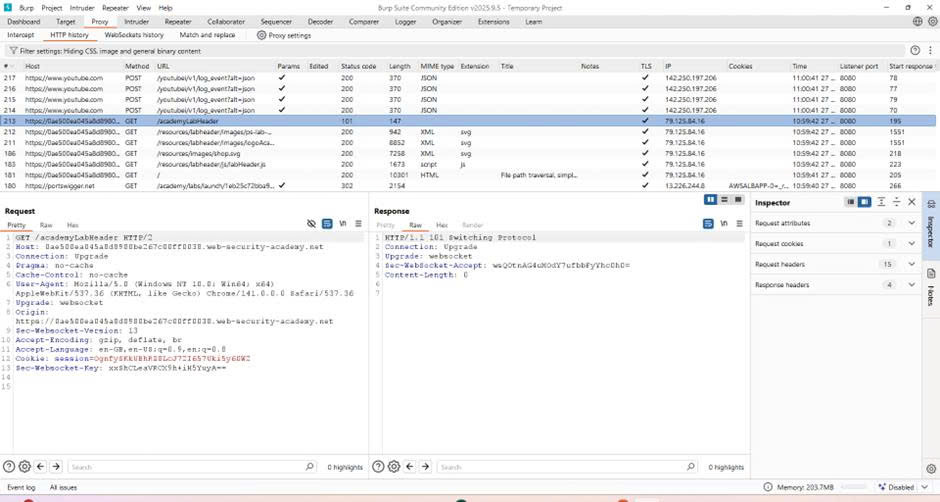 Burp Project Intruder Repeater View Help Burp Suite Community Edition v2025.9.5 - Temporary Project
Dashboard Target Proxy Intruder Repeater Collaborator Sequencer Decoder Comparer Logger Organizer Extensions Learn
Intercept HTTP history WebSockets history Match and replace Proxy settings
Filter settings: Hiding CSS, image and general binary content
# Host Method URL Params Edited Status code Length MIME type Extension Title Notes TLS IP Cookies Time Listener port Start response
217 https://www.youtube.com POST /youtubei/v1/log_event?alt=json ✓ 200 370 JSON ✓ 142.250.197.206 11:00:41 27 ... 8080 78
216 https://www.youtube.com POST /youtubei/v1/log_event?alt=json ✓ 200 370 JSON ✓ 142.250.197.206 11:00:41 27 ... 8080 77
215 https://www.youtube.com POST /youtubei/v1/log_event?alt=json ✓ 200 370 JSON ✓ 142.250.197.206 11:00:41 27 ... 8080 79
214 https://www.youtube.com POST /youtubei/v1/log_event?alt=json ✓ 200 370 JSON ✓ 142.250.197.206 11:00:41 27 ... 8080 70
213 https://0ae500ea045a8d8980... GET /academyLabHeader 101 147 ✓ 79.125.84.16 10:59:42 27 ... 8080 195
212 https://0ae500ea045a8d8980... GET /resources/labheader/images/ps-lab-... 200 942 XML svg ✓ 79.125.84.16 10:59:42 27 ... 8080 1551
211 https://0ae500ea045a8d8980... GET /resources/labheader/images/logoAca... 200 8852 XML svg ✓ 79.125.84.16 10:59:42 27 ... 8080 1551
186 https://0ae500ea045a8d8980... GET /resources/images/shop.svg 200 7258 XML svg ✓ 79.125.84.16 10:59:42 27 ... 8080 218
183 https://0ae500ea045a8d8980... GET /resources/labheader/js/labHeader.js 200 1673 script js ✓ 79.125.84.16 10:59:42 27 ... 8080 223
181 https://0ae500ea045a8d8980... GET / 200 10301 HTML File path traversal, simpl... ✓ 79.125.84.16 10:59:42 27 ... 8080 205
180 https://portswigger.net GET /academy/labs/launch/1eb25c72bba9... ✓ 302 2154 ✓ 13.226.244.8 AWSALBAPP-0=_r... 10:59:42 27 ... 8080 266
Request
Pretty Raw Hex
1 GET /academyLabHeader HTTP/2
2 Host: 0ae500ea045a8d8980be267c00ff0038.web-security-academy.net
3 Connection: Upgrade
4 Pragma: no-cache
5 Cache-Control: no-cache
6 User-Agent: Mozilla/5.0 (Windows NT 10.0; Win64; x64)
AppleWebKit/537.36 (KHTML, like Gecko) Chrome/141.0.0.0 Safari/537.36
7 Upgrade: websocket
8 Origin:
https://0ae500ea045a8d8980be267c00ff0038.web-security-academy.net
9 Sec-Websocket-Version: 13
10 Accept-Encoding: gzip, deflate, br
11 Accept-Language: en-GB,en-US;q=0.9,en;q=0.8
12 Cookie:
13 Sec-Websocket-Key:
14
15
Response
Pretty Raw Hex Render
1 HTTP/1.1 101 Switching Protocol
2 Connection: Upgrade
3 Upgrade: websocket
4 Sec-WebSocket-Accept:
5 Content-Length: 0
6
7
Inspector
Request attributes 2
Request cookies 1
Request headers 15
Response headers 4
Inspector
Notes
Search 0 highlights
Search 0 highlights
Event log All issues Memory: 203.7MB Disabled